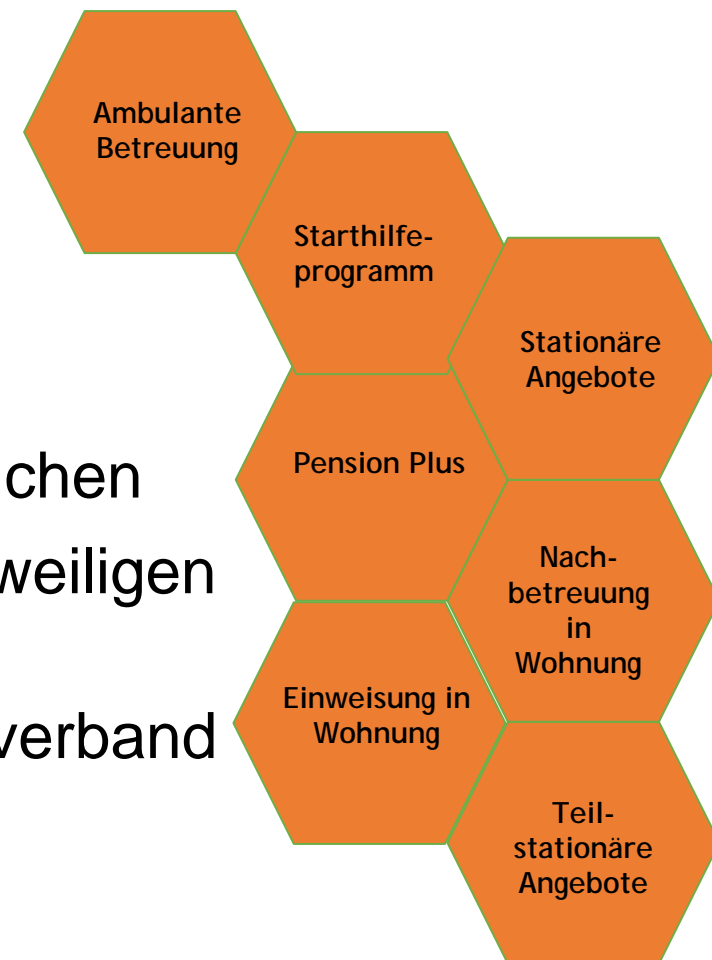 Ambulante
Betreuung
Starthilfe-
programm
Stationäre
Angebote
Pension Plus
chen
weiligen
verband
Nach-
betreuung
in
Wohnung
Einweisung in
Wohnung
Teil-
stationäre
Angebote